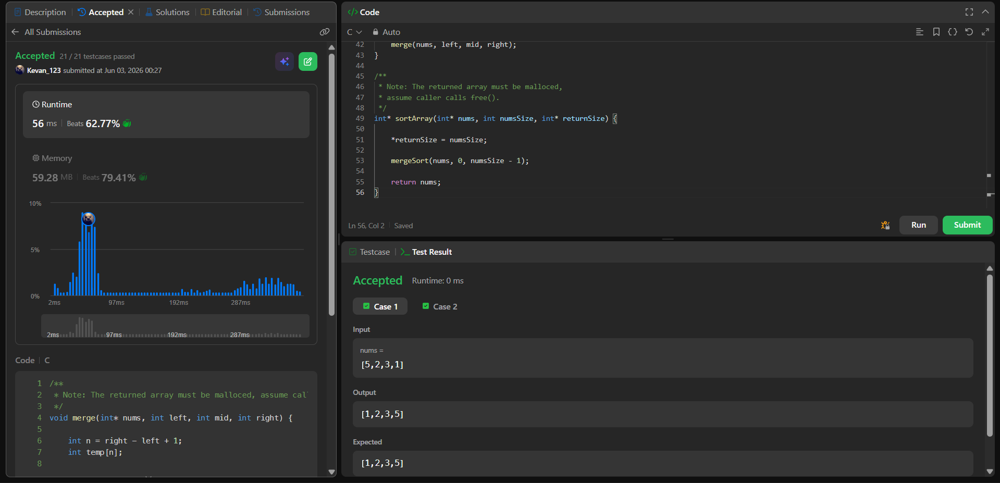 Description
Accepted
Solutions
Editorial
Submissions
All Submissions
Accepted 21 / 21 testcases passed
Kevan_123 submitted at Jun 03, 2026 00:27
Runtime
56 ms Beats 62.77%
Memory
59.28 MB Beats 79.41%
10%
5%
0%
2ms 97ms 192ms 287ms
2ms 97ms 192ms 287ms
Code C
1 /**
2 * Note: The returned array must be malloced, assume cal
3 */
4 void merge(int* nums, int left, int mid, int right) {
5
6 int n = right - left + 1;
7 int temp[n];
8
Code
C Auto
42 merge(nums, left, mid, right);
43 }
44
45 /**
46 * Note: The returned array must be malloced,
47 * assume caller calls free().
48 */
49 int* sortArray(int* nums, int numsSize, int* returnSize) {
50
51 *returnSize = numsSize;
52
53 mergeSort(nums, 0, numsSize - 1);
54
55 return nums;
56 }
Ln 56, Col 2 Saved
Run
Submit
Testcase
Test Result
Accepted Runtime: 0 ms
Case 1 Case 2
Input
nums =
[5,2,3,1]
Output
[1,2,3,5]
Expected
[1,2,3,5]